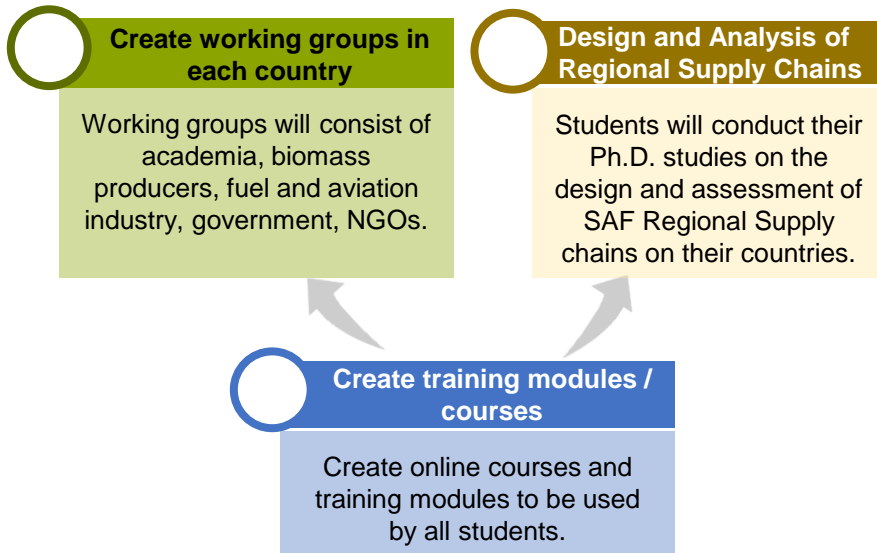 Create working groups in
each country
Working groups will consist of
academia, biomass
producers, fuel and aviation
industry, government, NGOs.
Design and Analysis of
Regional Supply Chains
Students will conduct their
Ph.D. studies on the
design and assessment of
SAF Regional Supply
chains on their countries.
Create training modules /
courses
Create online courses and
training modules to be used
by all students.